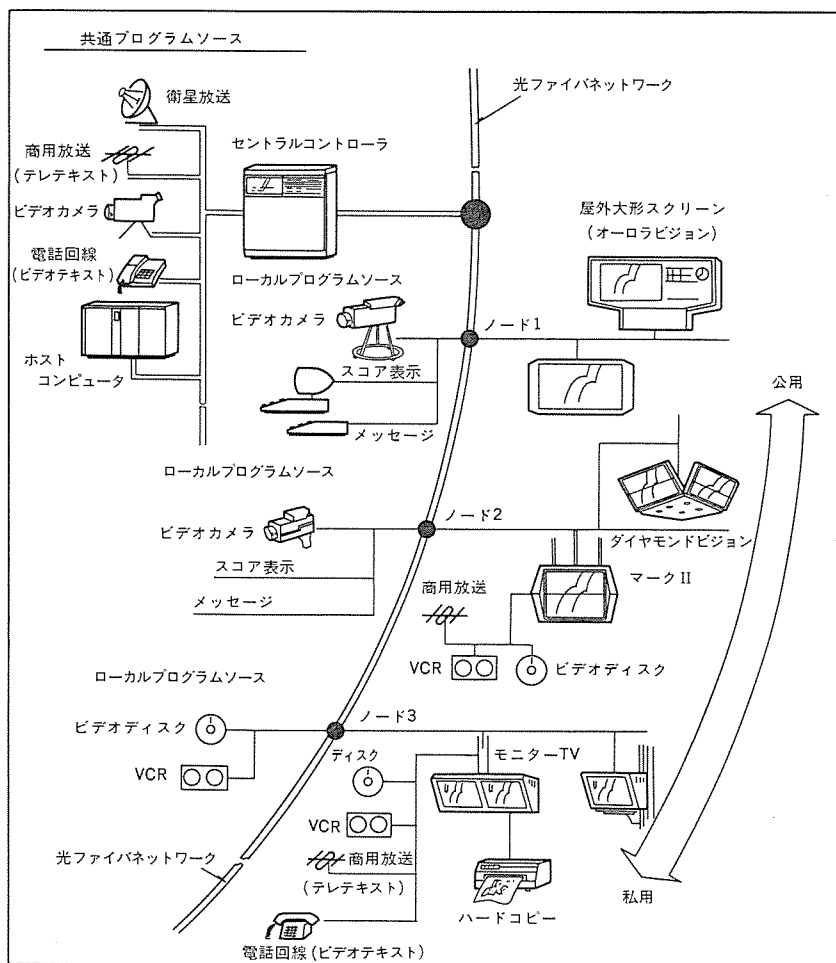 共通プログラムソース
光ファイバネットワーク
衛星放送
商用放送
(テレテキスト)
セントラルコントローラ
ビデオカメラ
電話回線
(ビデオテキスト)
ホスト
コンピュータ
屋外大形スクリーン
(オーロラビジョン)
ローカルプログラムソース
ビデオカメラ
ノード1
スコア表示
メッセージ
公用
ローカルプログラムソース
ビデオカメラ
ノード2
ダイヤモンドビジョン
スコア表示
メッセージ
マークII
商用放送
VCR
ビデオディスク
ローカルプログラムソース
ビデオディスク
ノード3
VCR
ディスク
モニターTV
VCR
光ファイバネットワーク
商用放送
(テレテキスト)
ハードコピー
私用
電話回線(ビデオテキスト)